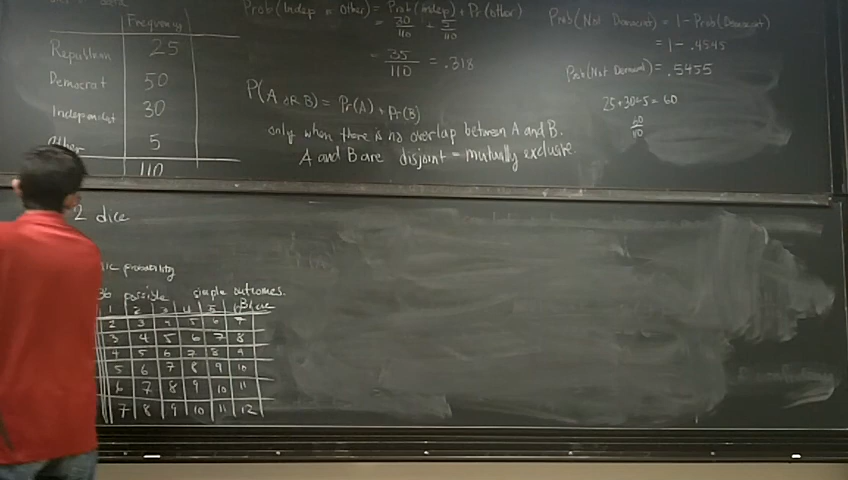 Frequency
Republican 25
Democrat 50
Independent 30
Other 5
110
Prob(Indep or Other) = Prob(indep) + Pr(other)
= 30/110 + 5/110
= 35/110 = .318
P(A OR B) = Pr(A) + Pr(B)
only when there is no overlap between A and B.
A and B are disjoint = mutually exclusive.
Prob(Not Democrat) = 1 - Prob(Democrat)
= 1 - .4545
Prob(Not Democrat) = .5455
25+30+5 = 60
60/110
2 dice
probability
36 possible simple outcomes.
1 2 3 4 5 6
2 3 4 5 6 7
3 4 5 6 7 8
4 5 6 7 8 9
5 6 7 8 9 10
6 7 8 9 10 11
7 8 9 10 11 12